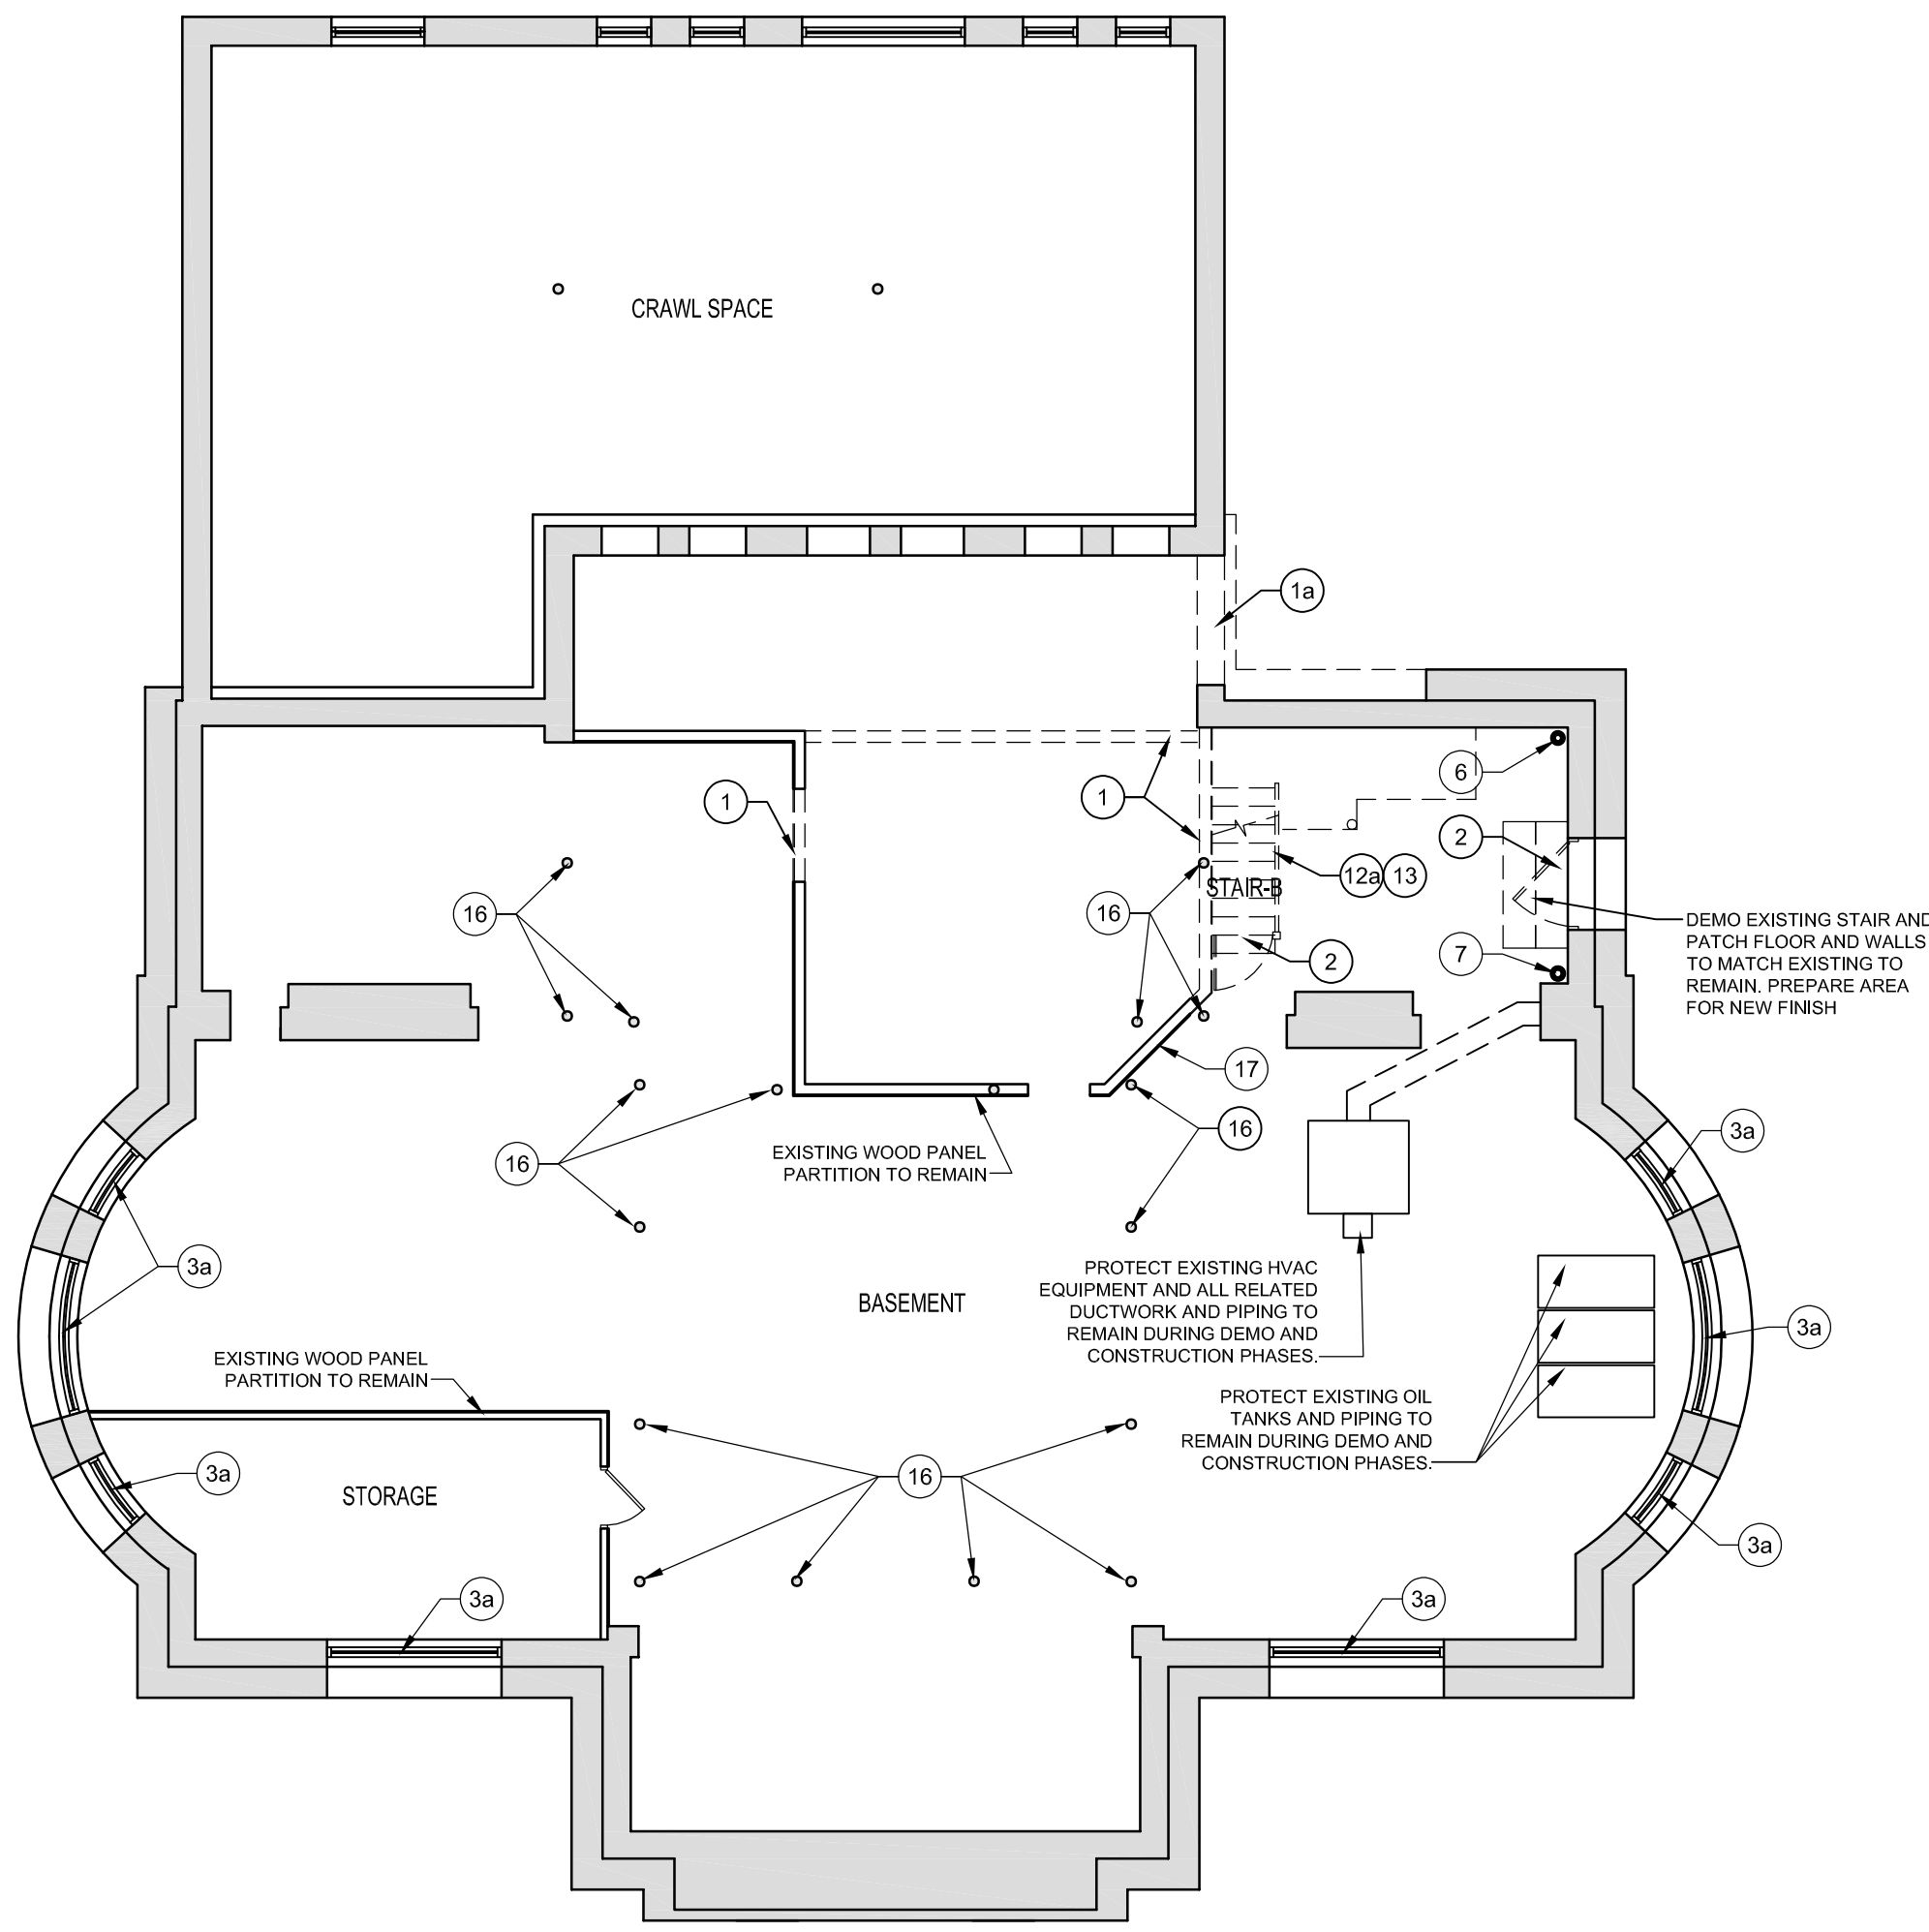 CRAWL SPACE
1a
6
1
1
2
12a
13
STAIR-B
16
16
DEMO EXISTING STAIR AND
PATCH FLOOR AND WALLS
TO MATCH EXISTING TO
REMAIN. PREPARE AREA
FOR NEW FINISH
7
2
17
16
3a
EXISTING WOOD PANEL
PARTITION TO REMAIN
16
3a
PROTECT EXISTING HVAC
EQUIPMENT AND ALL RELATED
DUCTWORK AND PIPING TO
REMAIN DURING DEMO AND
CONSTRUCTION PHASES.
BASEMENT
3a
EXISTING WOOD PANEL
PARTITION TO REMAIN
PROTECT EXISTING OIL
TANKS AND PIPING TO
REMAIN DURING DEMO AND
CONSTRUCTION PHASES.
3a
STORAGE
16
3a
3a
3a